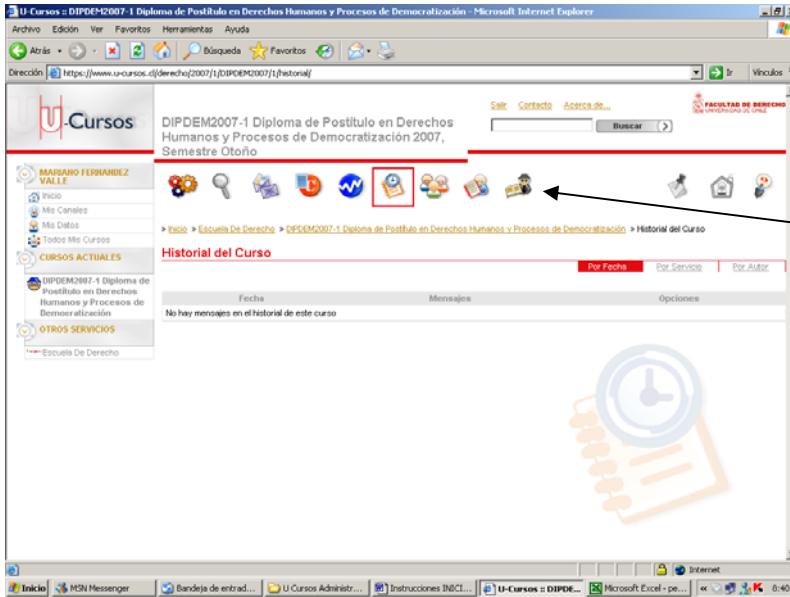 U-Cursos :: DIPDEM2007-1 Diploma de Postítulo en Derechos Humanos y Procesos de Democratización - Microsoft Internet Explorer
Archivo Edición Ver Favoritos Herramientas Ayuda
Atrás Búsqueda Favoritos
Dirección https://www.u-cursos.cl/derecho/2007/1/DIPDEM2007/1/historial/ Ir Vínculos
U-Cursos
DIPDEM2007-1 Diploma de Postítulo en Derechos
Humanos y Procesos de Democratización 2007,
Semestre Otoño
Salir Contacto Acerca de...
Buscar
FACULTAD DE DERECHO
UNIVERSIDAD DE CHILE
MARIANO FERNANDEZ
VALLE
Inicio
Mis Canales
Mis Datos
Todos Mis Cursos
CURSOS ACTUALES
DIPDEM2007-1 Diploma de
Postítulo en Derechos
Humanos y Procesos de
Democratización
OTROS SERVICIOS
Escuela De Derecho
> Inicio > Escuela De Derecho > DIPDEM2007-1 Diploma de Postítulo en Derechos Humanos y Procesos de Democratización > Historial del Curso
Historial del Curso
Por Fecha Por Servicio Por Autor
Fecha Mensajes Opciones
No hay mensajes en el historial de este curso
Internet
Inicio MSN Messenger Bandeja de entrad... U Cursos Administr... Instrucciones INICI... U-Cursos :: DIPDE... Microsoft Excel - pe... « 8:40